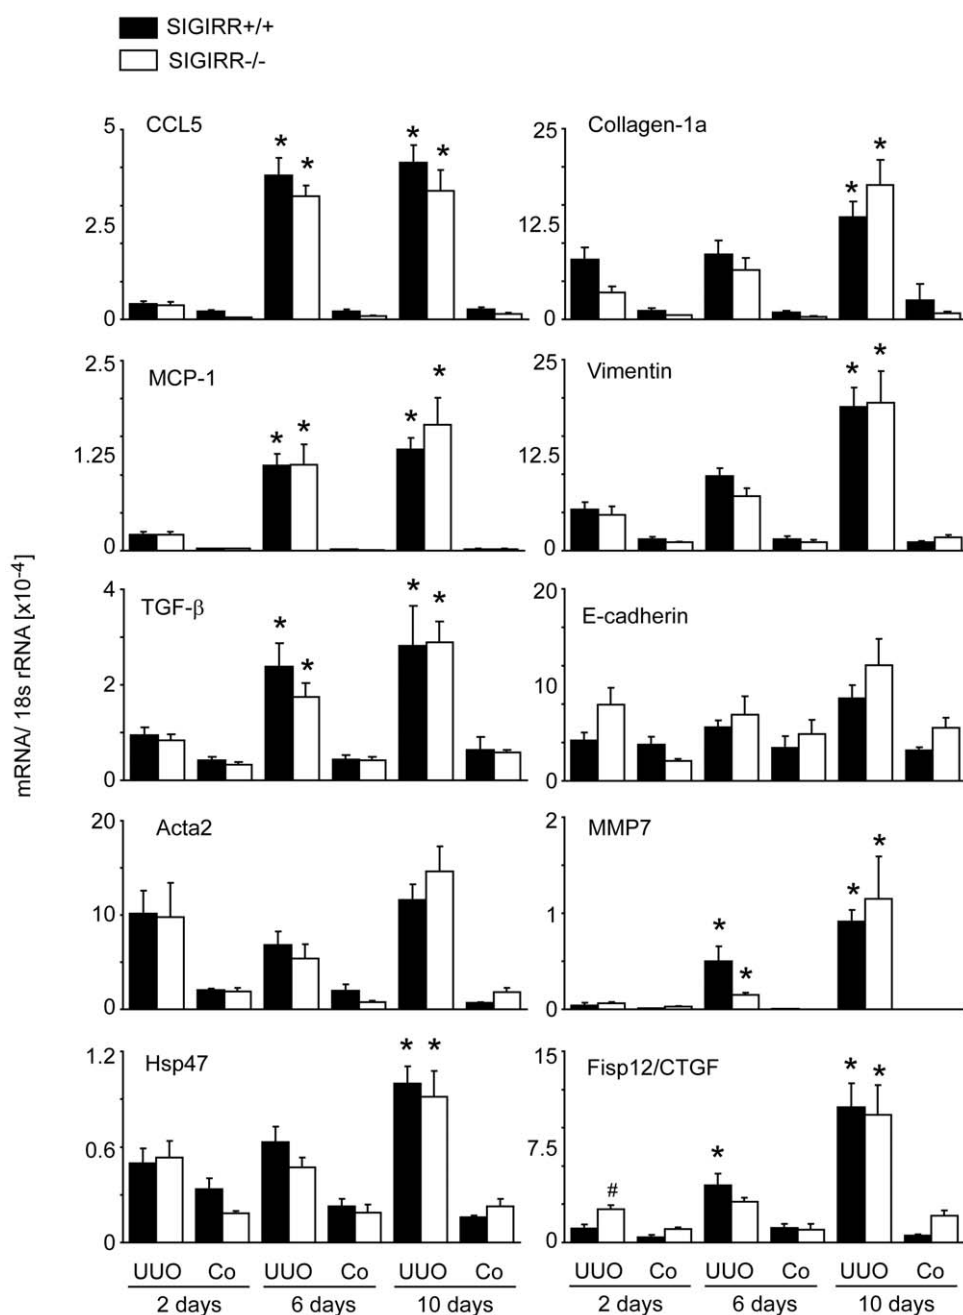 SIGIRR+/+
SIGIRR-/-
mRNA/ 18s rRNA [x10-4]
CCL5
5
2.5
0
* * * *
Collagen-1a
25
12.5
0
* *
MCP-1
2.5
1.25
0
* * * *
Vimentin
25
12.5
0
* *
TGF-β
4
2
0
* * * *
E-cadherin
20
10
0
Acta2
20
10
0
MMP7
2
1
0
* * * *
Hsp47
1.2
0.6
0
* *
Fisp12/CTGF
15
7.5
0
# * * *
UUO Co UUO Co UUO Co UUO Co UUO Co UUO Co
2 days 6 days 10 days 2 days 6 days 10 days